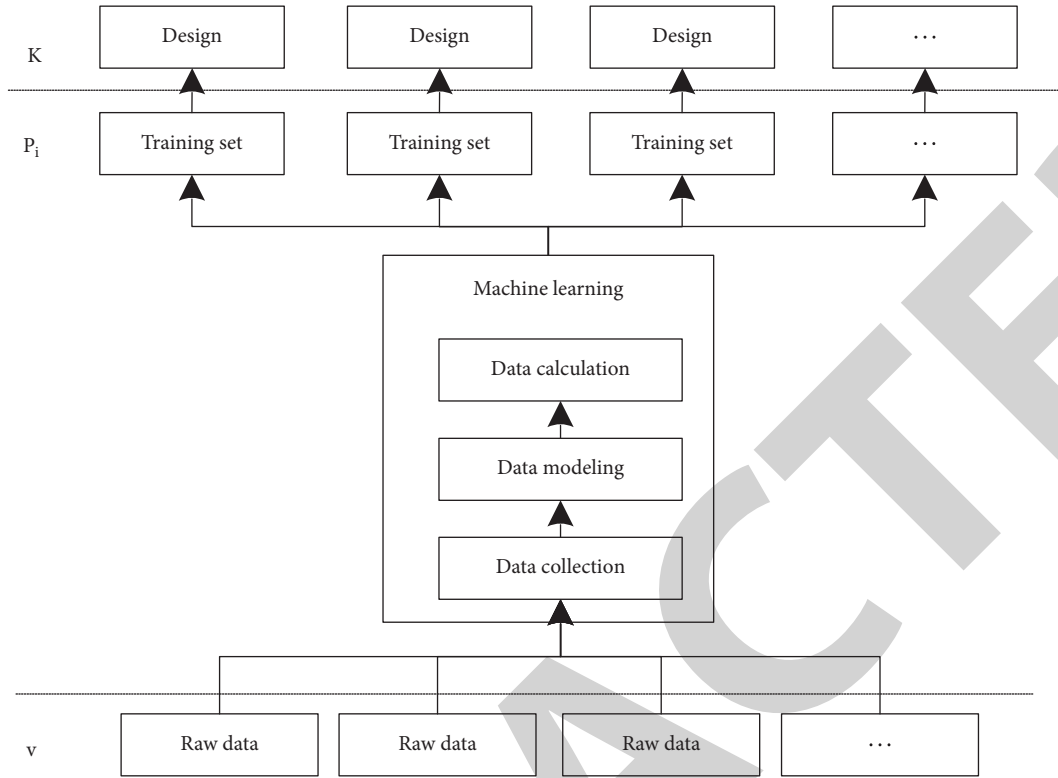 K
Design
Design
Design
...
P_i
Training set
Training set
Training set
...
Machine learning
Data calculation
Data modeling
Data collection
v
Raw data
Raw data
Raw data
...
ACTE